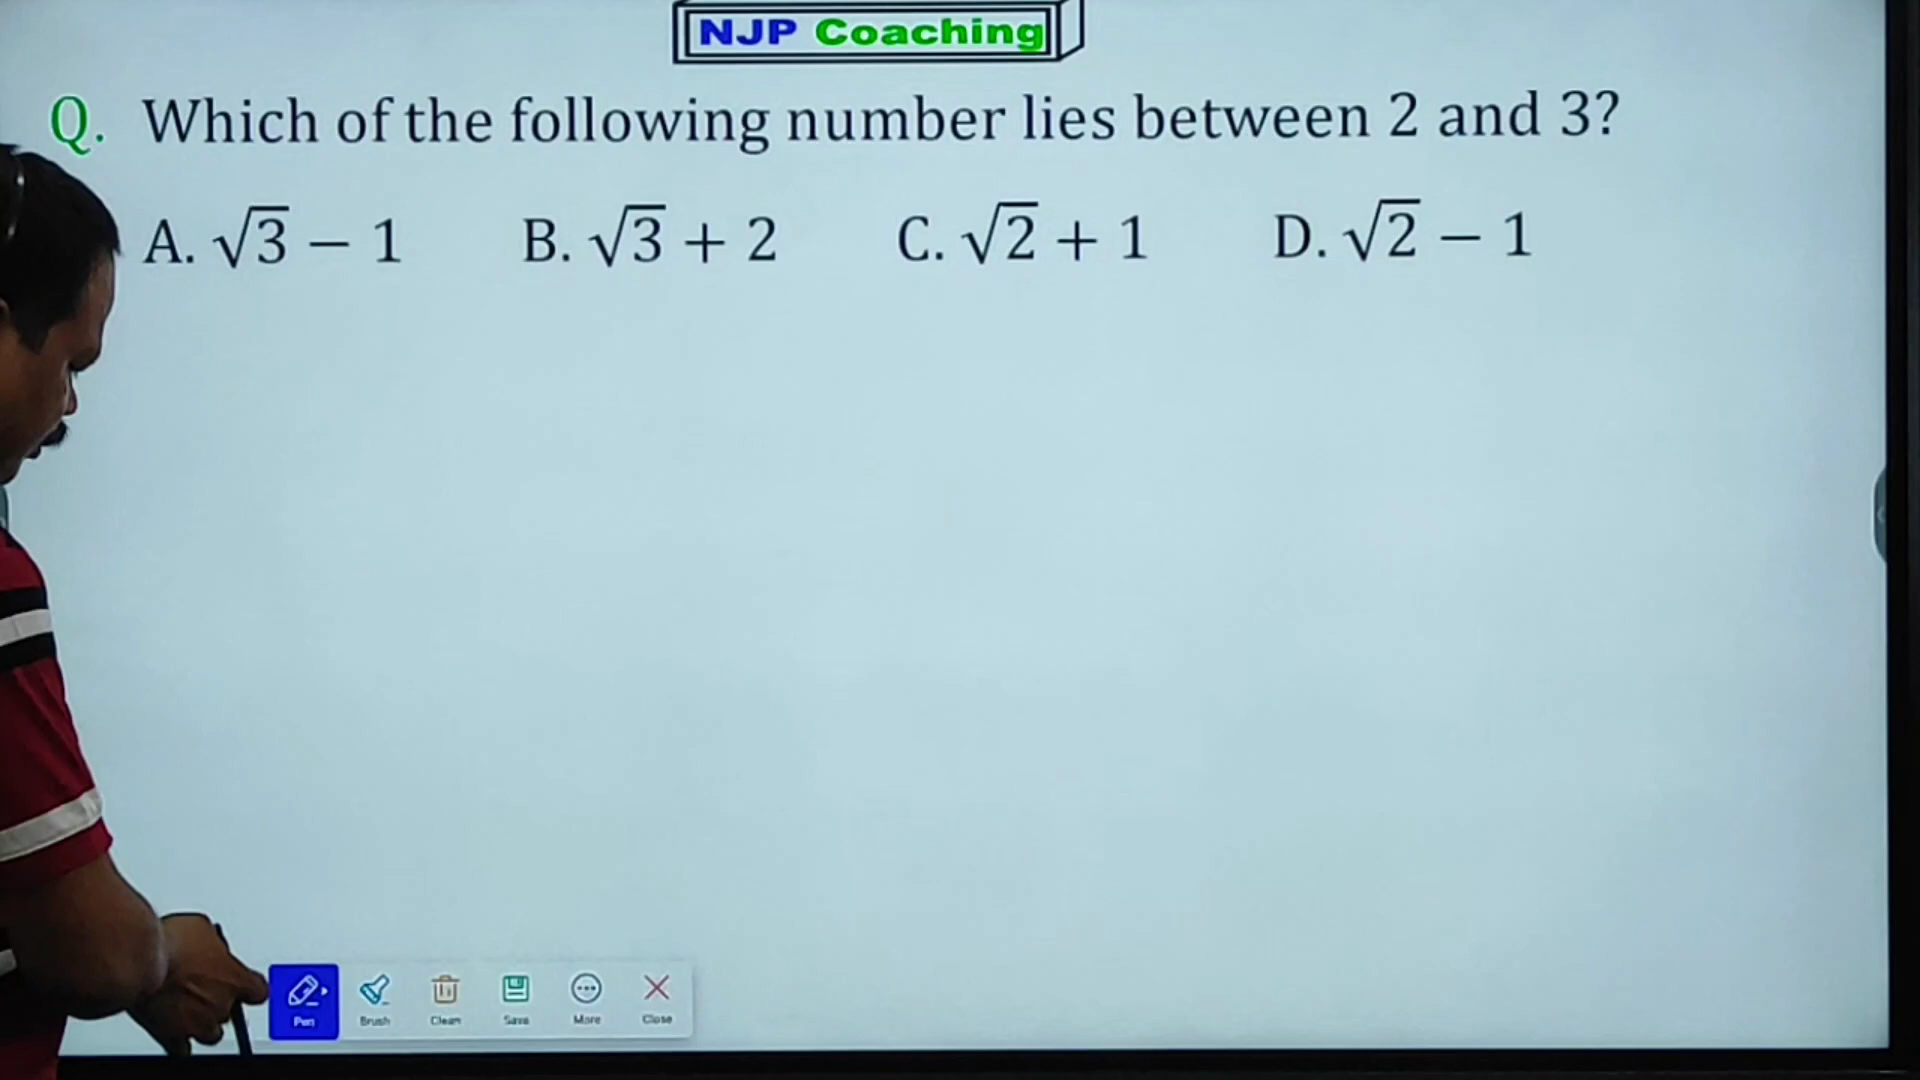 NJP Coaching
Q. Which of the following number lies between 2 and 3?
A. √3 − 1 B. √3 + 2 C. √2 + 1 D. √2 − 1
Pen Brush Clean Save More Close